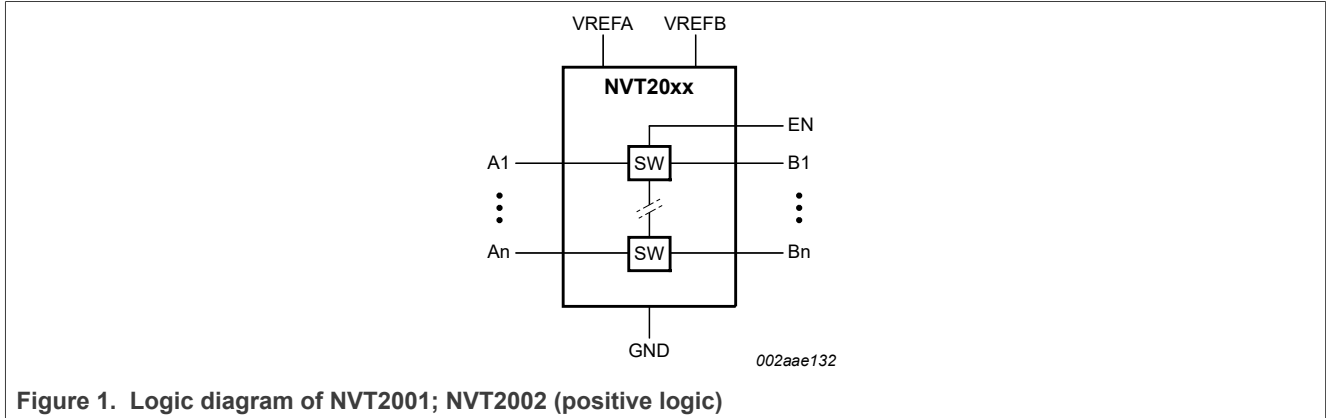 VREFA VREFB
NVT20xx
EN
A1 SW B1
An SW Bn
GND
002aae132
Figure 1. Logic diagram of NVT2001; NVT2002 (positive logic)